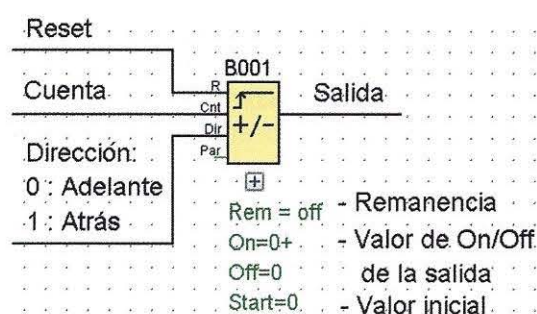 Reset
B001
R
Cuenta
Cnt
+/-
Salida
Dir
Dirección:
Par
0 : Adelante
1 : Atrás
+
Rem = off
- Remanencia
On=0+
- Valor de On/Off
Off=0
de la salida
Start=0
- Valor inicial